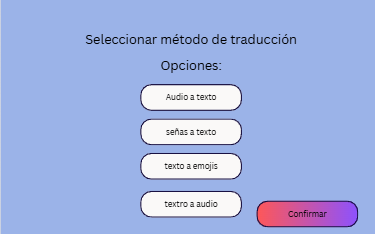 Seleccionar método de traducción
Opciones:
Audio a texto
señas a texto
texto a emojis
textro a audio
Confirmar